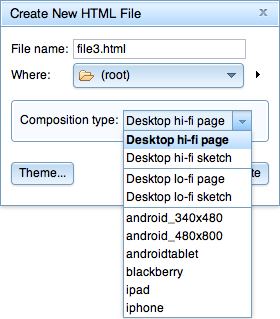 Create New HTML File
File name: file3.html
Where: (root)
Composition type: Desktop hi-fi page
Desktop hi-fi page
Desktop hi-fi sketch
Desktop lo-fi page
Desktop lo-fi sketch
Theme...
android_340x480
android_480x800
androidtablet
blackberry
ipad
iphone